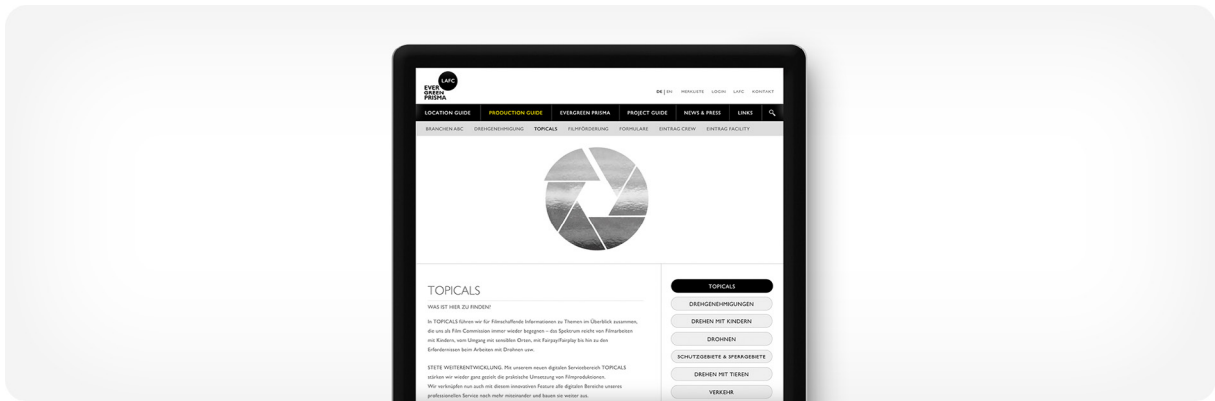 LAFC
EVER
GREEN
PRISMA
DE | EN MERKLISTE LOGIN LAFC KONTAKT
LOCATION GUIDE PRODUCTION GUIDE EVERGREEN PRISMA PROJECT GUIDE NEWS & PRESS LINKS
BRANCHEN ABC DREHGENEHMIGUNG TOPICALS FILMFÖRDERUNG FORMULARE EINTRAG CREW EINTRAG FACILITY
TOPICALS
WAS IST HIER ZU FINDEN?
In TOPICALS führen wir für Filmschaffende Informationen zu Themen im Überblick zusammen,
die uns als Film Commission immer wieder begegnen – das Spektrum reicht von Filmarbeiten
mit Kindern, vom Umgang mit sensiblen Orten, mit Fairpay/Fairplay bis hin zu den
Erfordernissen beim Arbeiten mit Drohnen usw.
STETE WEITERENTWICKLUNG. Mit unserem neuen digitalen Servicebereich TOPICALS
stärken wir wieder ganz gezielt die praktische Umsetzung von Filmproduktionen.
Wir verknüpfen nun auch mit diesem innovativen Feature alle digitalen Bereiche unseres
professionellen Service noch mehr miteinander und bauen sie weiter aus.
TOPICALS
DREHGENEHMIGUNGEN
DREHEN MIT KINDERN
DROHNEN
SCHUTZGEBIETE & SPERRGEBIETE
DREHEN MIT TIEREN
VERKEHR